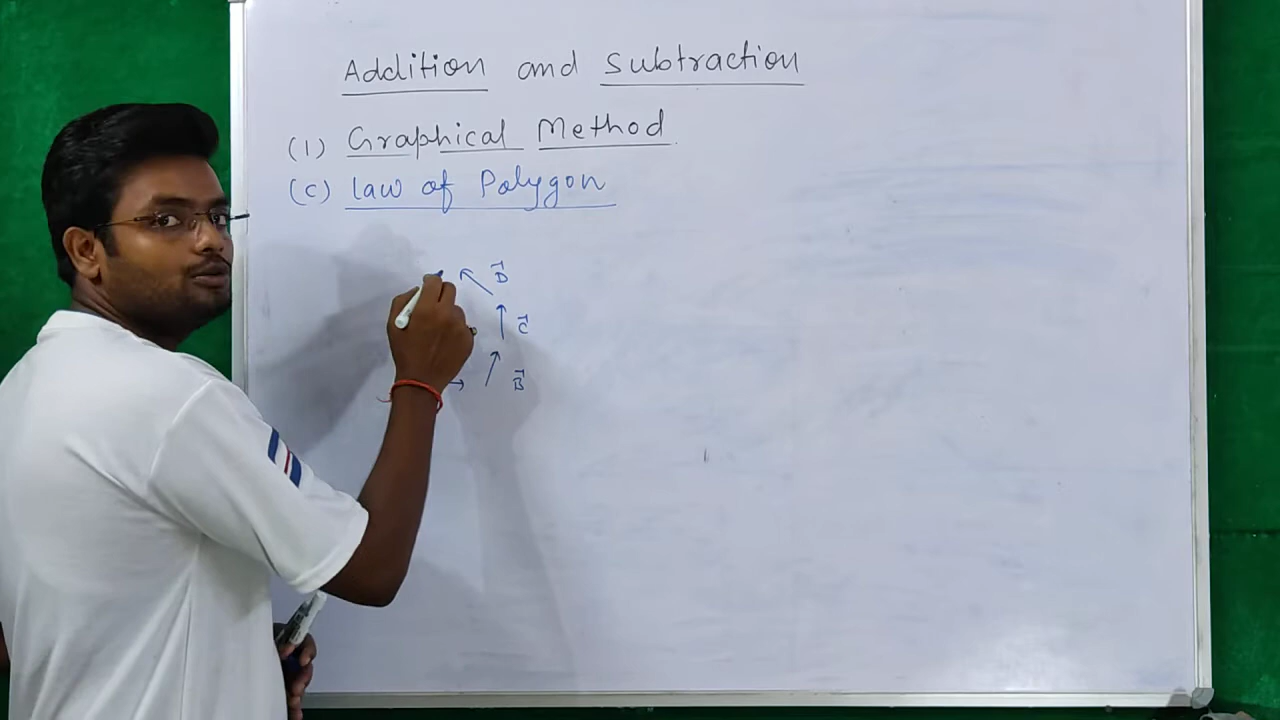 Addition and Subtraction
(1) Graphical Method
(c) Law of Polygon
D⃗
C⃗
B⃗